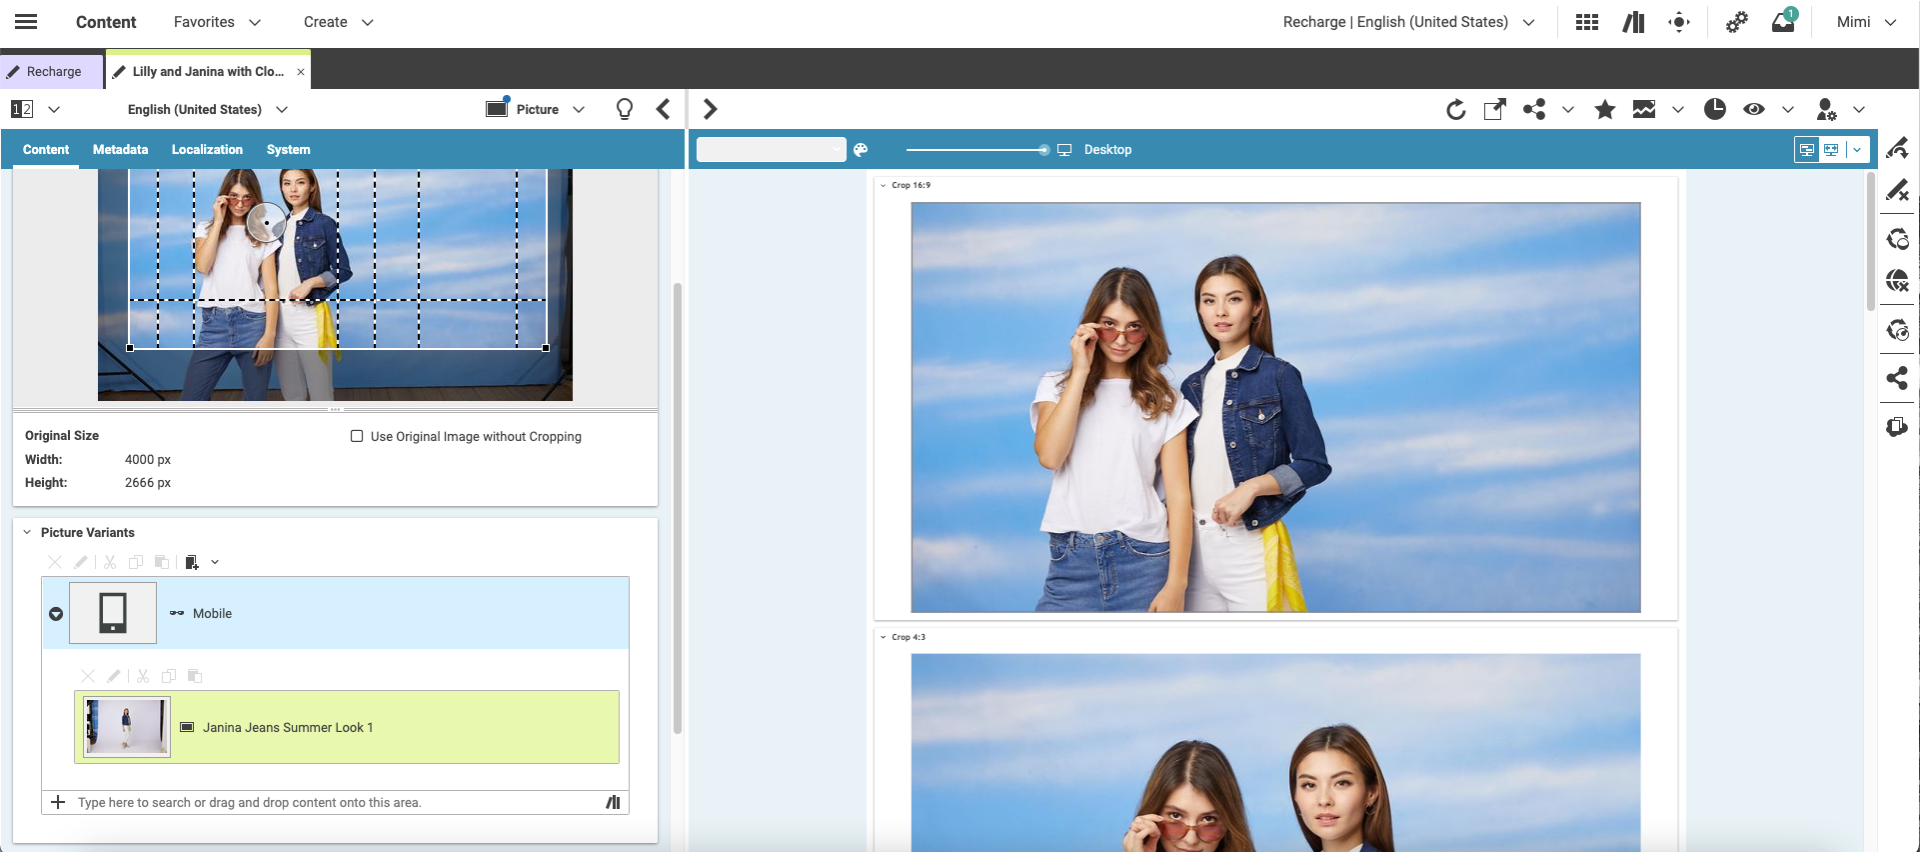 Content
Favorites
Create
Recharge | English (United States)
1
Mimi
Recharge
Lilly and Janina with Clo...
12
English (United States)
Picture
Content
Metadata
Localization
System
Desktop
Crop 16:9
Original Size
Use Original Image without Cropping
Width:
4000 px
Height:
2666 px
Picture Variants
Mobile
Crop 4:3
Janina Jeans Summer Look 1
Type here to search or drag and drop content onto this area.